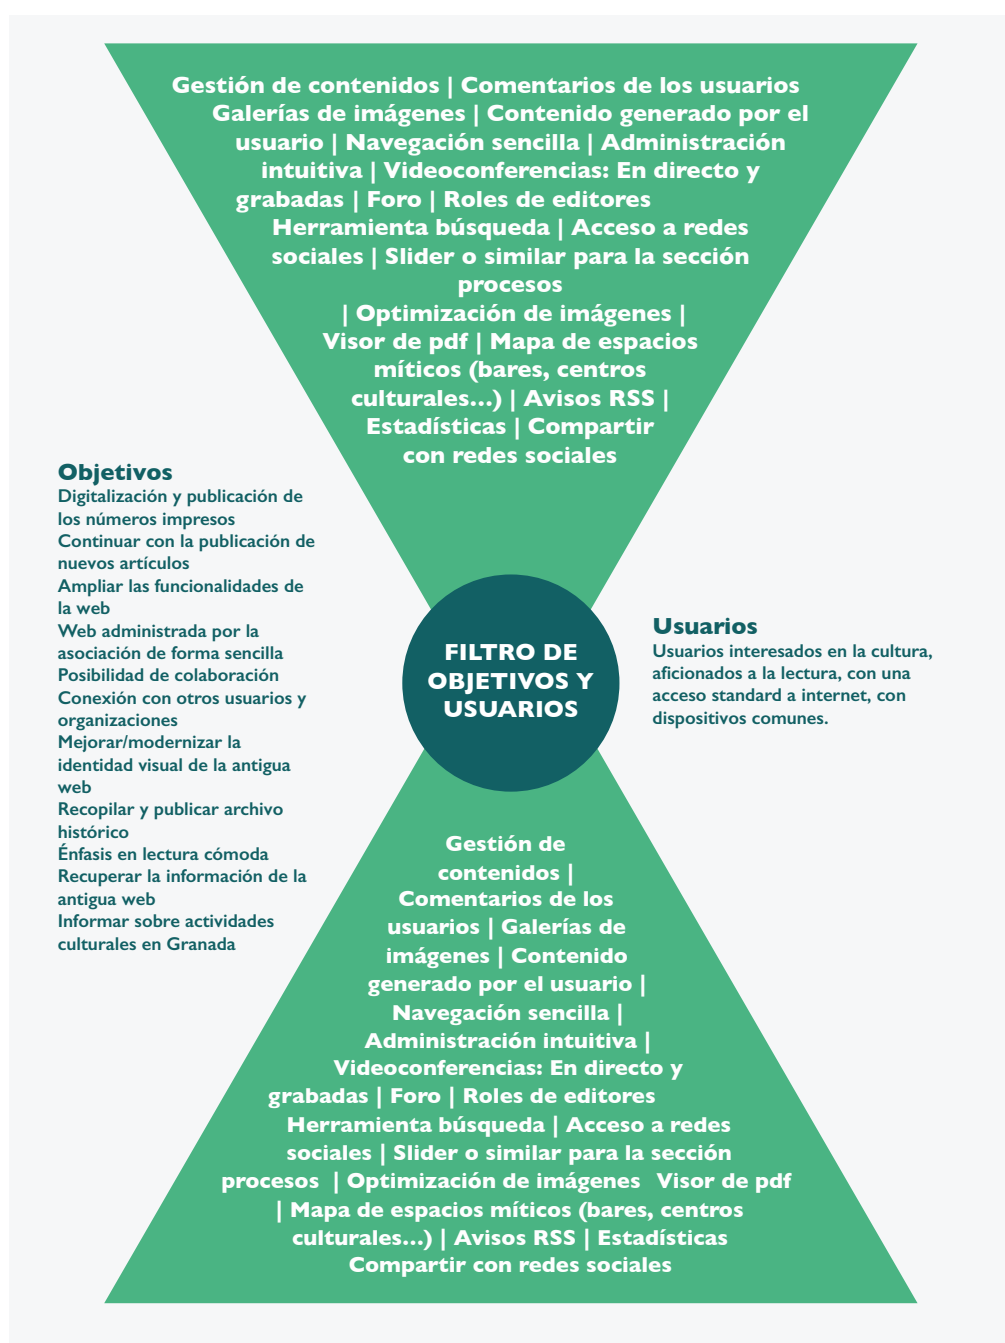 Gestión de contenidos | Comentarios de los usuarios
Galerías de imágenes | Contenido generado por el
usuario | Navegación sencilla | Administración
intuitiva | Videoconferencias: En directo y
grabadas | Foro | Roles de editores
Herramienta búsqueda | Acceso a redes
sociales | Slider o similar para la sección
procesos
| Optimización de imágenes |
Visor de pdf | Mapa de espacios
míticos (bares, centros
culturales...) | Avisos RSS |
Estadísticas | Compartir
con redes sociales
Objetivos
Digitalización y publicación de
los números impresos
Continuar con la publicación de
nuevos artículos
Ampliar las funcionalidades de
la web
Web administrada por la
asociación de forma sencilla
Posibilidad de colaboración
Conexión con otros usuarios y
organizaciones
Mejorar/modernizar la
identidad visual de la antigua
web
Recopilar y publicar archivo
histórico
Énfasis en lectura cómoda
Recuperar la información de la
antigua web
Informar sobre actividades
culturales en Granada
FILTRO DE
OBJETIVOS Y
USUARIOS
Usuarios
Usuarios interesados en la cultura,
aficionados a la lectura, con una
acceso standard a internet, con
dispositivos comunes.
Gestión de
contenidos |
Comentarios de los
usuarios | Galerías de
imágenes | Contenido
generado por el usuario |
Navegación sencilla |
Administración intuitiva |
Videoconferencias: En directo y
grabadas | Foro | Roles de editores
Herramienta búsqueda | Acceso a redes
sociales | Slider o similar para la sección
procesos | Optimización de imágenes Visor de pdf
| Mapa de espacios míticos (bares, centros
culturales...) | Avisos RSS | Estadísticas
Compartir con redes sociales